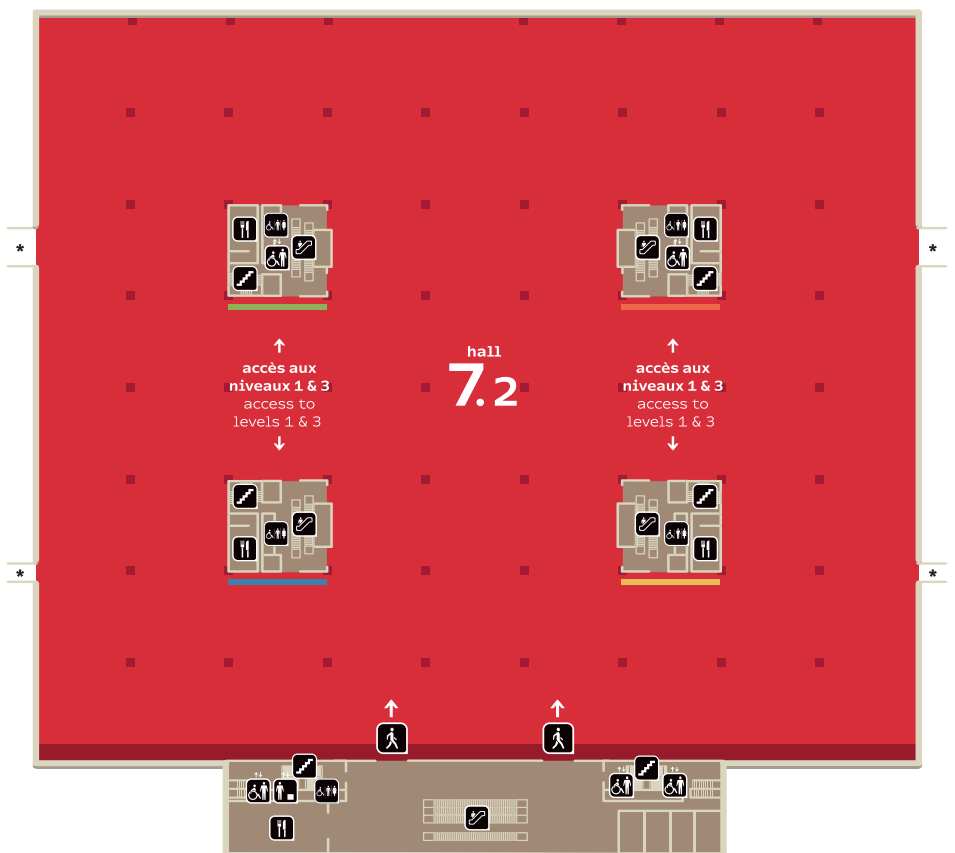 *
*
hall
7.2
accès aux
niveaux 1 & 3
access to
levels 1 & 3
accès aux
niveaux 1 & 3
access to
levels 1 & 3
*
*